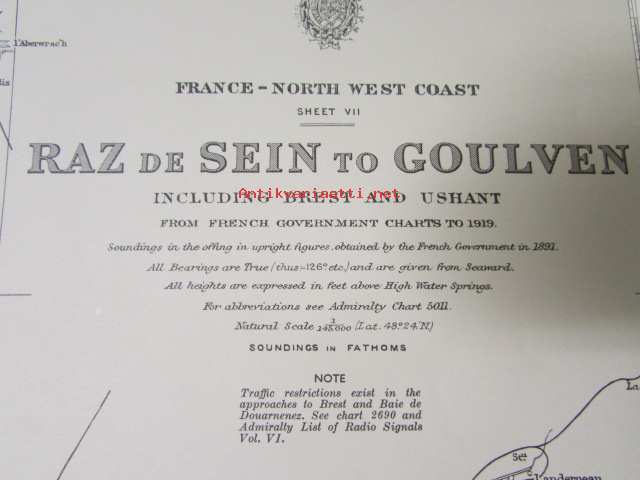 l'Aberwrac'h
FRANCE - NORTH WEST COAST
SHEET VII
RAZ DE SEIN TO GOULVEN
INCLUDING BREST AND USHANT
Antikvariaatti.net
FROM FRENCH GOVERNMENT CHARTS TO 1919.
Soundings in the offing in upright figures, obtained by the French Government in 1891.
All Bearings are True (thus:-126° etc.) and are given from Seaward.
All heights are expressed in feet above High Water Springs.
For abbreviations see Admiralty Chart 5011.
Natural Scale 1/145,000 (Lat. 48°24'N)
SOUNDINGS IN FATHOMS
NOTE
Traffic restrictions exist in the
approaches to Brest and Baie de
Douarnenez. See chart 2690 and
Admiralty List of Radio Signals
Vol. VI.
La
Landerneau